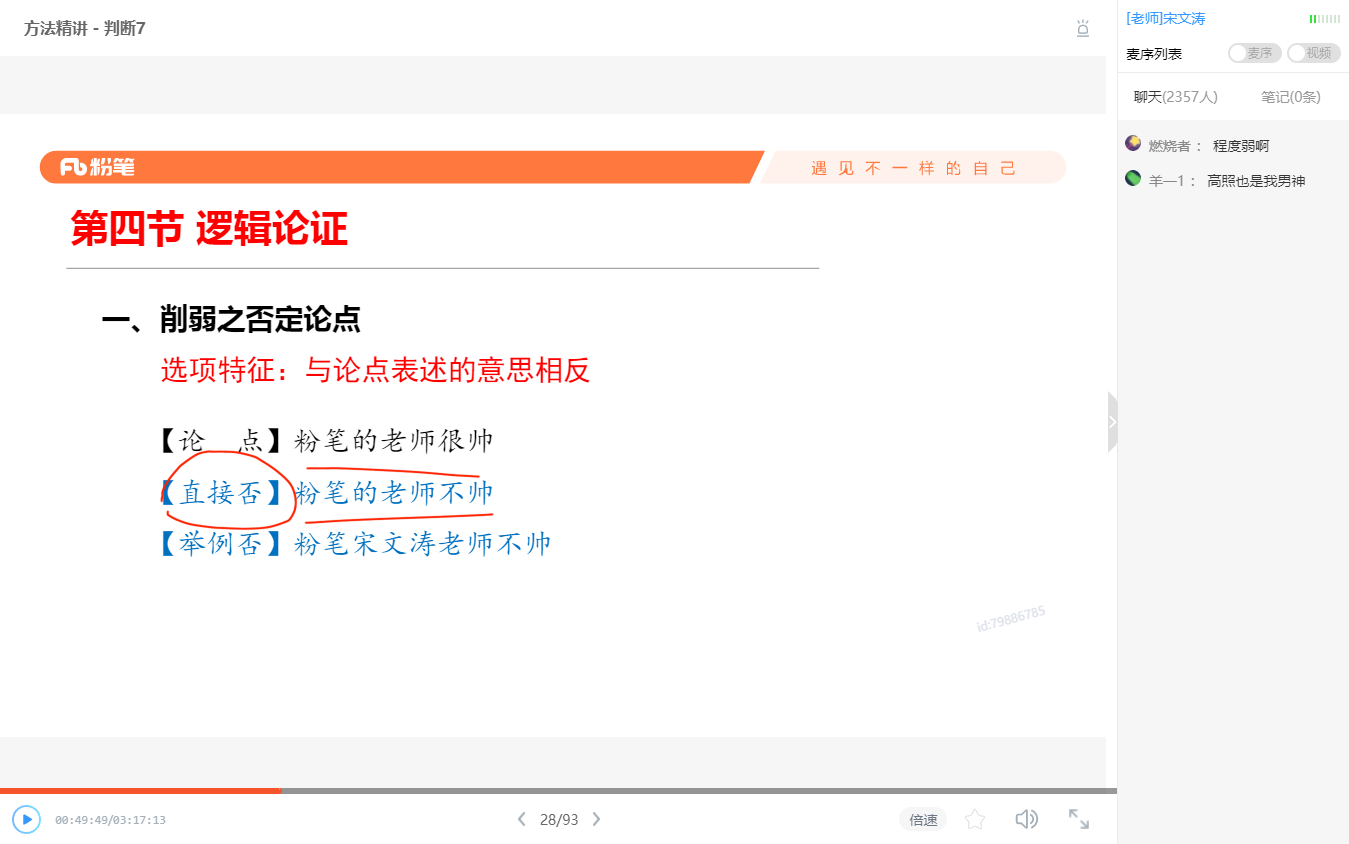 方法精讲 - 判断7
粉笔
遇见不一样的自己
第四节 逻辑论证
一、削弱之否定论点
选项特征：与论点表述的意思相反
【论 点】粉笔的老师很帅
【直接否】粉笔的老师不帅
【举例否】粉笔宋文涛老师不帅
id:79886785
00:49:49/03:17:13
28/93
倍速
[老师]宋文涛
麦序列表
麦序
视频
聊天(2357人)
笔记(0条)
燃烧者： 程度弱啊
羊—1： 高照也是我男神